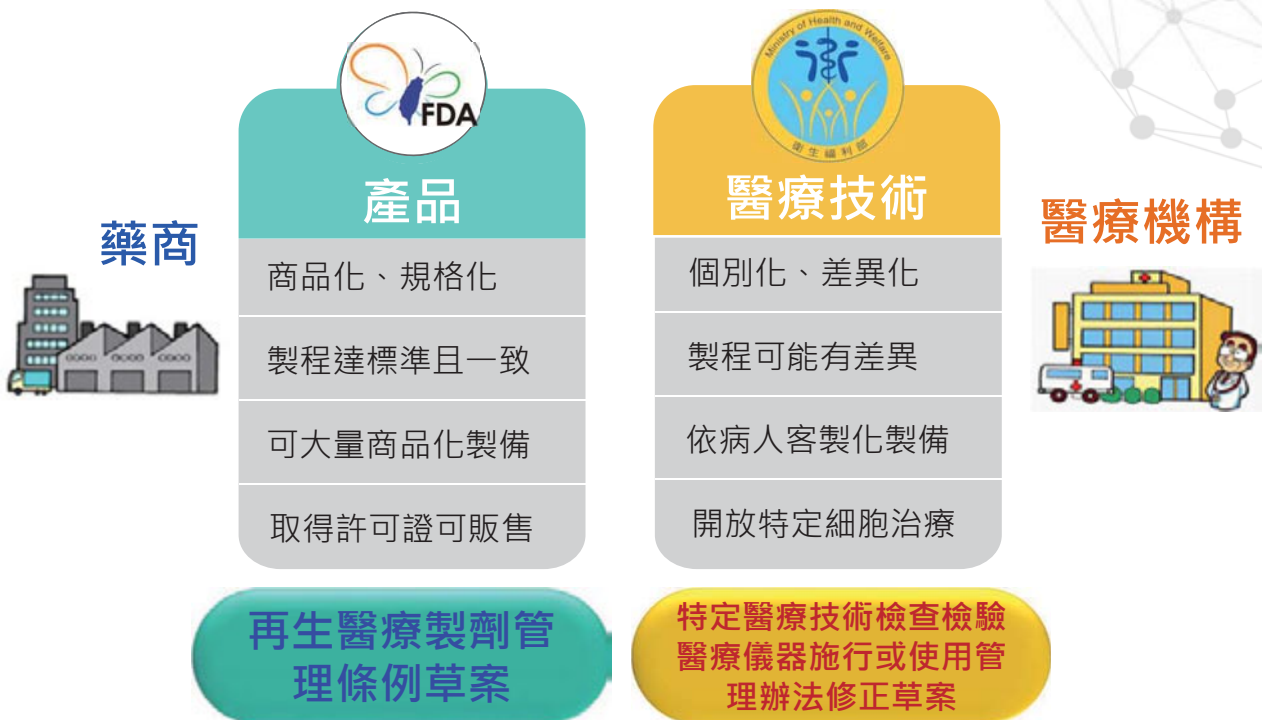 FDA
產品
藥商
商品化、規格化
製程達標準且一致
可大量商品化製備
取得許可證可販售
再生醫療製劑管
理條例草案
Ministry of Health and Welfare
衛生福利部
醫療技術
醫療機構
個別化、差異化
製程可能有差異
依病人客製化製備
開放特定細胞治療
特定醫療技術檢查檢驗
醫療儀器施行或使用管
理辦法修正草案